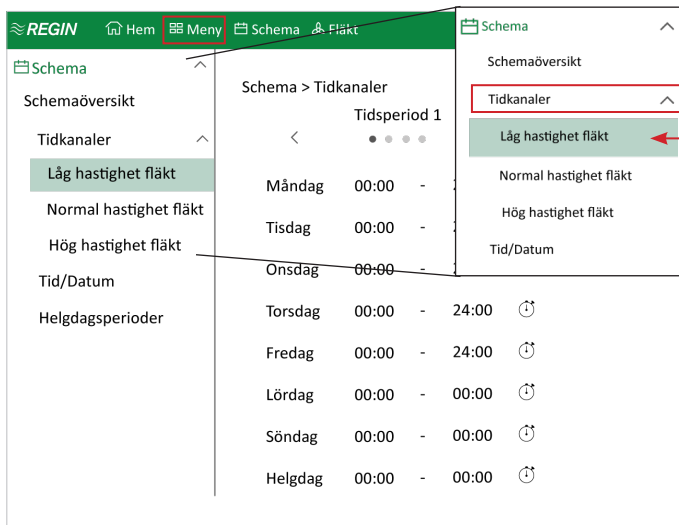 REGIN Hem Meny Schema Fläkt
Schema
Schemaöversikt
Tidkanaler
Låg hastighet fläkt
Normal hastighet fläkt
Hög hastighet fläkt
Tid/Datum
Helgdagsperioder
Schema > Tidkanaler
Tidsperiod 1
Måndag 00:00 -
Tisdag 00:00 -
Onsdag 00:00 -
Torsdag 00:00 - 24:00
Fredag 00:00 - 24:00
Lördag 00:00 - 00:00
Söndag 00:00 - 00:00
Helgdag 00:00 - 00:00
Schema
Schemaöversikt
Tidkanaler
Låg hastighet fläkt
Normal hastighet fläkt
Hög hastighet fläkt
Tid/Datum